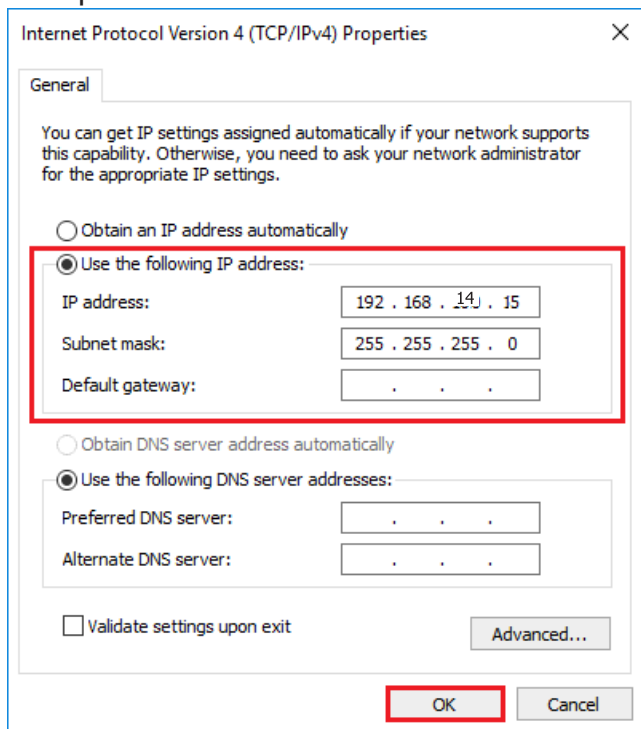 Internet Protocol Version 4 (TCP/IPv4) Properties
General
You can get IP settings assigned automatically if your network supports
this capability. Otherwise, you need to ask your network administrator
for the appropriate IP settings.
Obtain an IP address automatically
Use the following IP address:
IP address: 192 . 168 . 14 . 15
Subnet mask: 255 . 255 . 255 . 0
Default gateway: . . .
Obtain DNS server address automatically
Use the following DNS server addresses:
Preferred DNS server: . . .
Alternate DNS server: . . .
Validate settings upon exit
Advanced...
OK Cancel